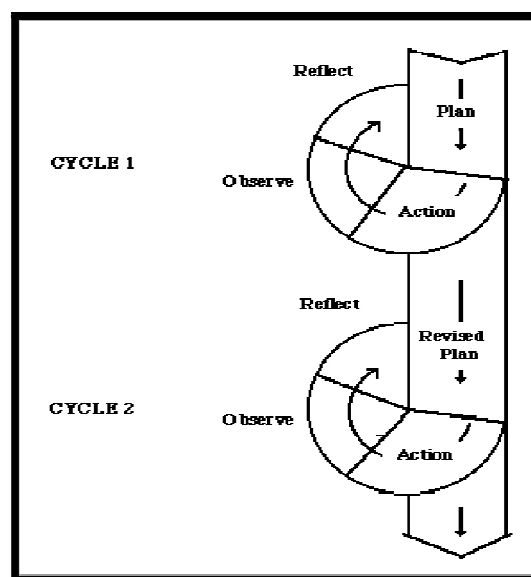 Reflect
Plan
CYCLE 1
Observe
Action
Reflect
Revised
Plan
CYCLE 2
Observe
Action